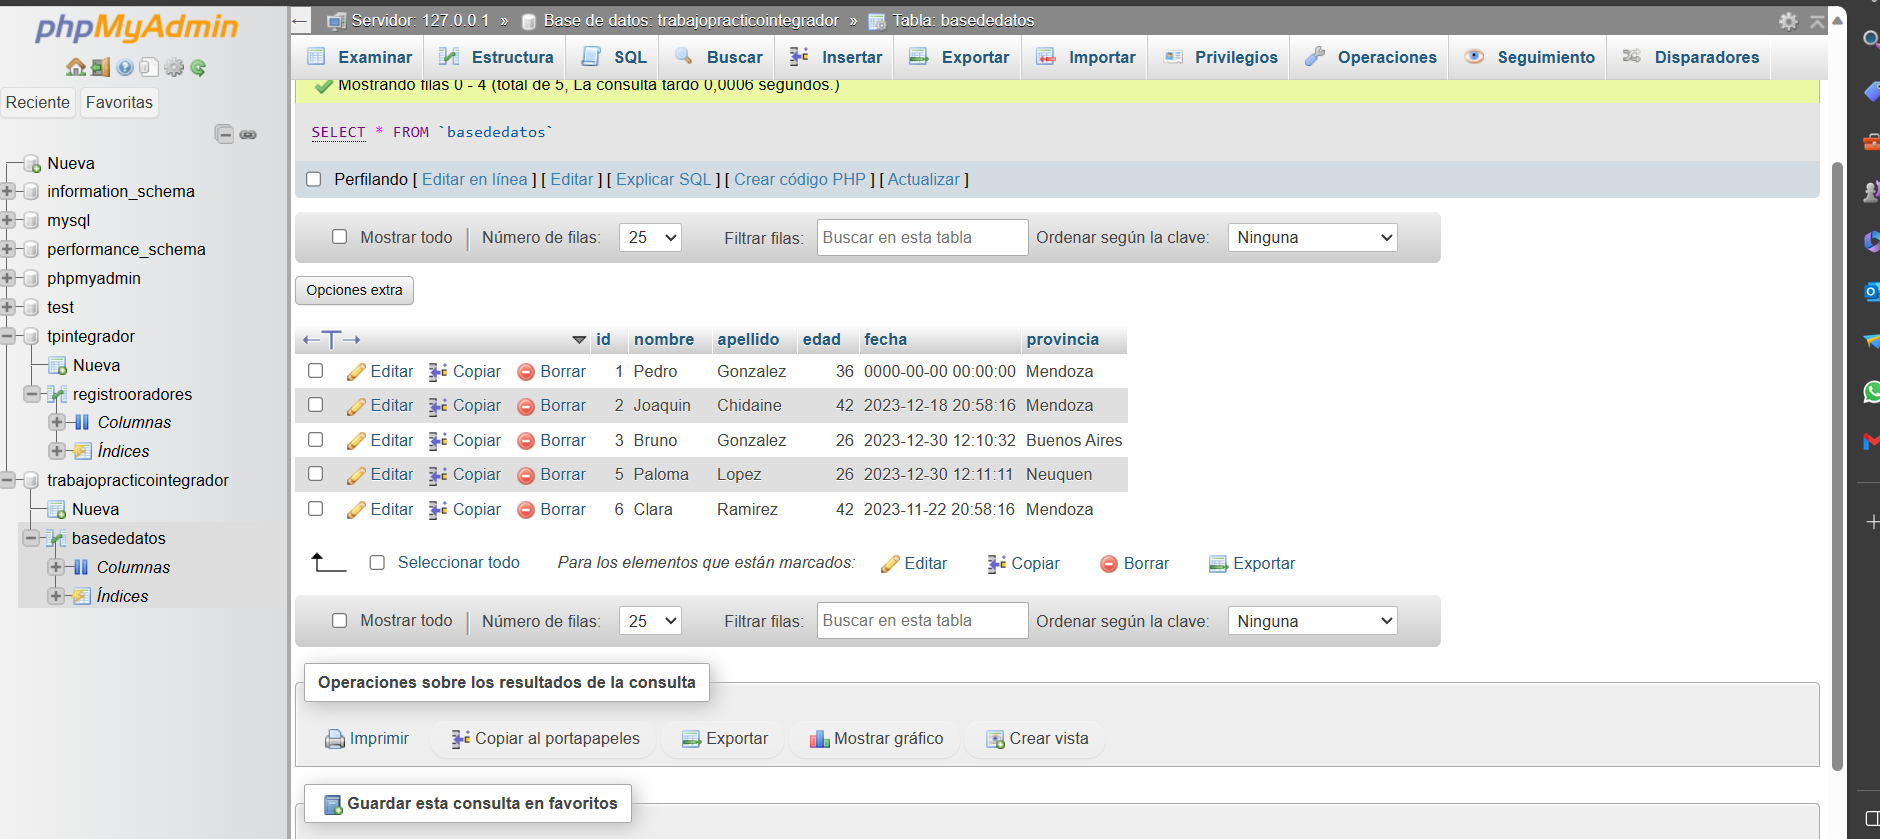 phpMyAdmin
Reciente Favoritas
Nueva
information_schema
mysql
performance_schema
phpmyadmin
test
tpintegrador
Nueva
registrooradores
Columnas
Índices
trabajopracticointegrador
Nueva
basededatos
Columnas
Índices
Servidor: 127.0.0.1 » Base de datos: trabajopracticointegrador » Tabla: basededatos
Examinar Estructura SQL Buscar Insertar Exportar Importar Privilegios Operaciones Seguimiento Disparadores
Mostrando filas 0 - 4 (total de 5, La consulta tardó 0,0006 segundos.)
SELECT * FROM `basededatos`
Perfilando [ Editar en línea ] [ Editar ] [ Explicar SQL ] [ Crear código PHP ] [ Actualizar ]
Mostrar todo | Número de filas: 25 Filtrar filas: Buscar en esta tabla Ordenar según la clave: Ninguna
Opciones extra
←T→ id nombre apellido edad fecha provincia
Editar Copiar Borrar 1 Pedro Gonzalez 36 0000-00-00 00:00:00 Mendoza
Editar Copiar Borrar 2 Joaquin Chidaine 42 2023-12-18 20:58:16 Mendoza
Editar Copiar Borrar 3 Bruno Gonzalez 26 2023-12-30 12:10:32 Buenos Aires
Editar Copiar Borrar 5 Paloma Lopez 26 2023-12-30 12:11:11 Neuquen
Editar Copiar Borrar 6 Clara Ramirez 42 2023-11-22 20:58:16 Mendoza
Seleccionar todo Para los elementos que están marcados: Editar Copiar Borrar Exportar
Mostrar todo | Número de filas: 25 Filtrar filas: Buscar en esta tabla Ordenar según la clave: Ninguna
Operaciones sobre los resultados de la consulta
Imprimir Copiar al portapapeles Exportar Mostrar gráfico Crear vista
Guardar esta consulta en favoritos